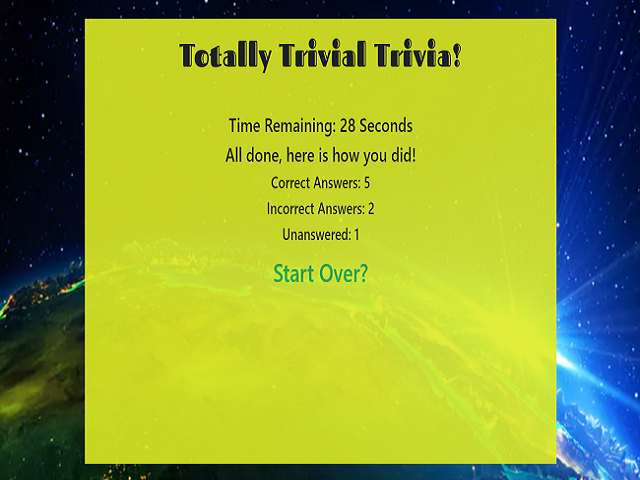 Totally Trivial Trivia!
Time Remaining: 28 Seconds
All done, here is how you did!
Correct Answers: 5
Incorrect Answers: 2
Unanswered: 1
Start Over?